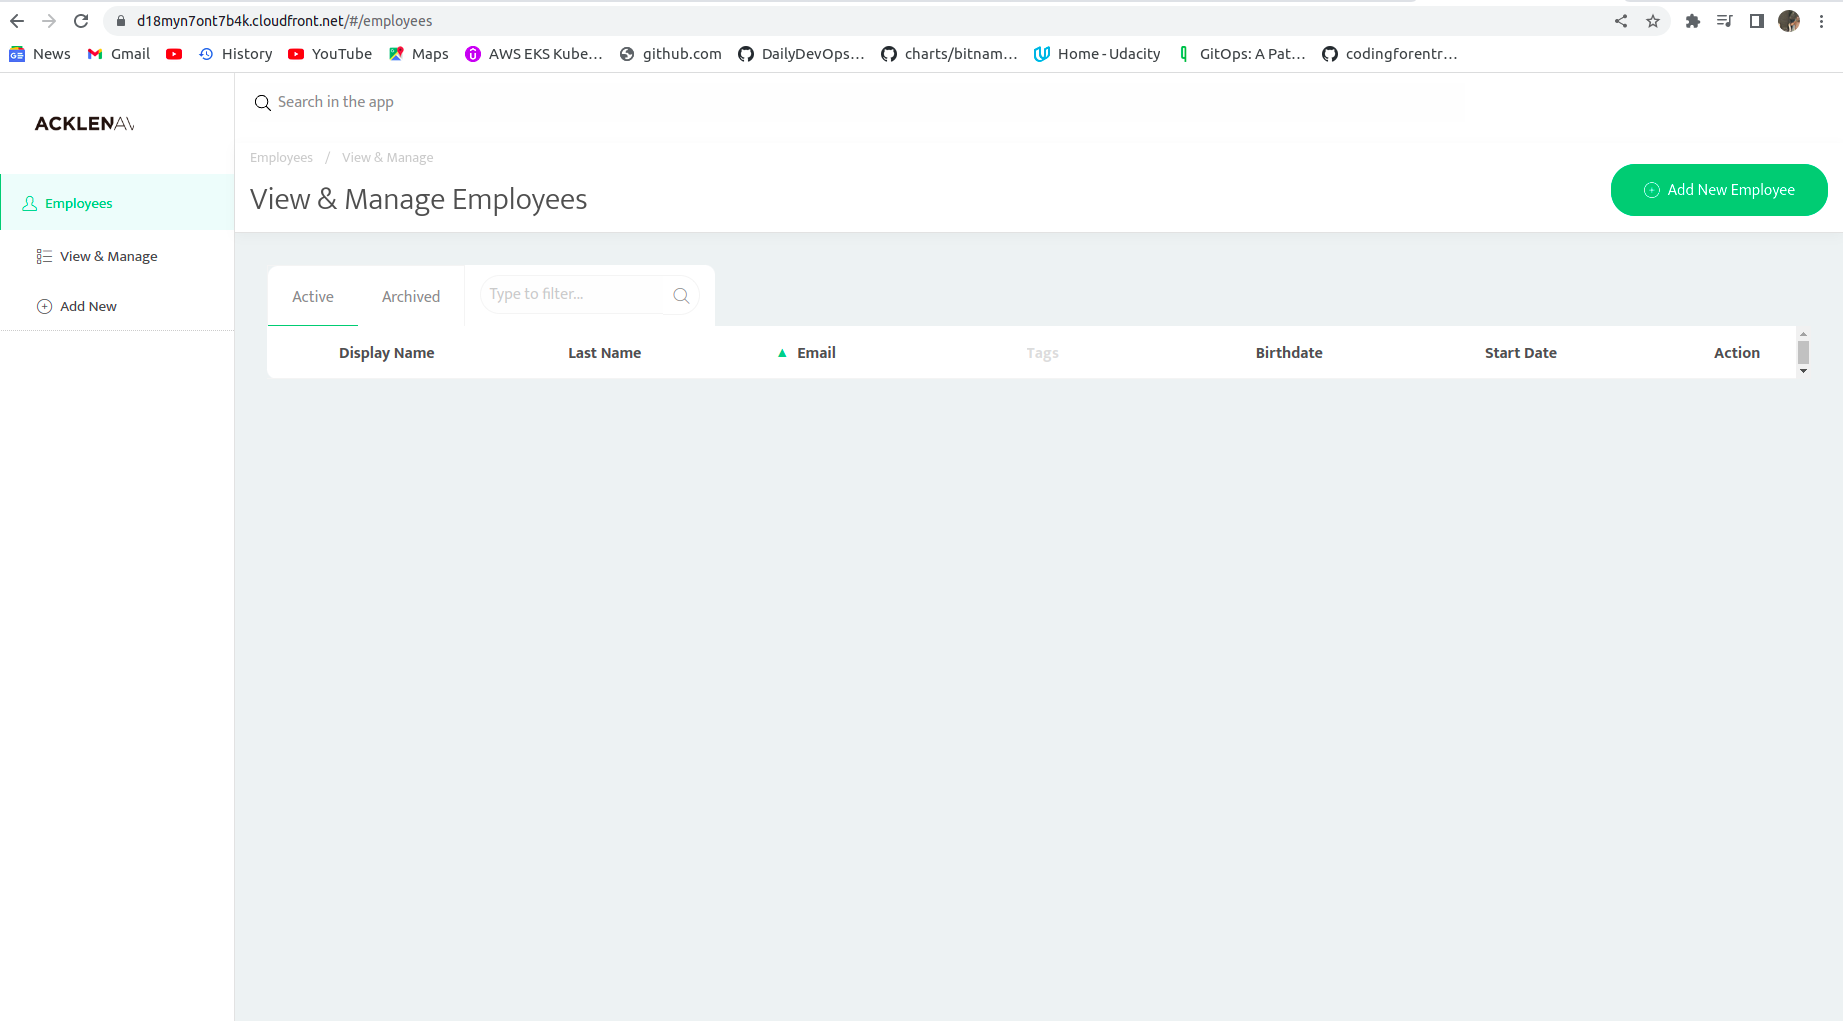 d18myn7ont7b4k.cloudfront.net/#/employees
News Gmail History YouTube Maps AWS EKS Kube... github.com DailyDevOps... charts/bitnam... Home - Udacity GitOps: A Pat... codingforentr...
ACKLENAV
Search in the app
Employees / View & Manage
View & Manage Employees
Add New Employee
Employees
View & Manage
Add New
Active Archived Type to filter...
Display Name Last Name ▲ Email Tags Birthdate Start Date Action